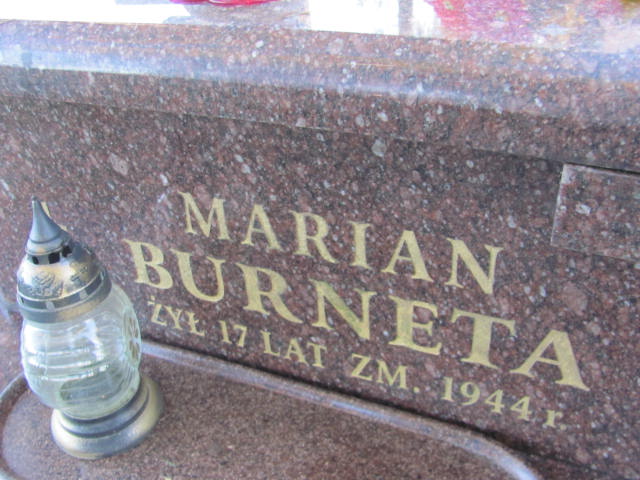 MARIAN
BURNETA
ŻYŁ 17 LAT ZM. 1944 r.